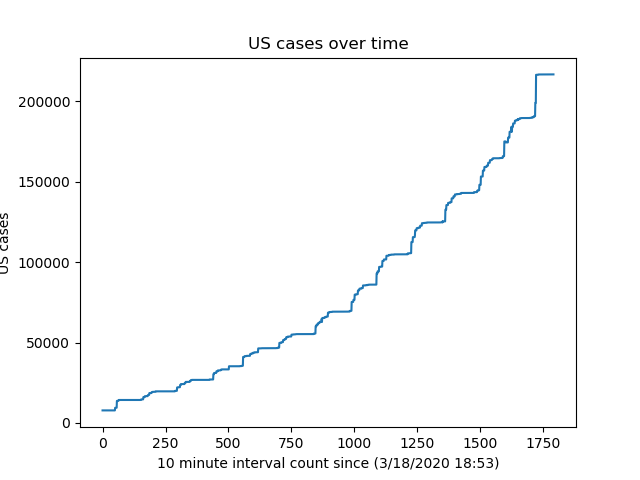 US cases over time
200000
150000
100000
50000
0
US cases
0 250 500 750 1000 1250 1500 1750
10 minute interval count since (3/18/2020 18:53)